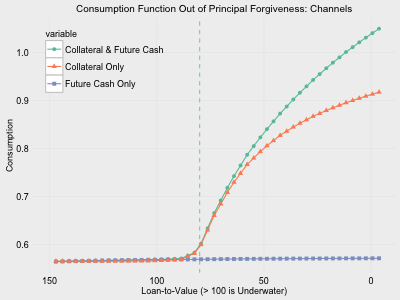 Consumption Function Out of Principal Forgiveness: Channels
variable
Collateral & Future Cash
Collateral Only
Future Cash Only
1.0
0.9
0.8
0.7
0.6
Consumption
150
100
50
0
Loan-to-Value (> 100 is Underwater)